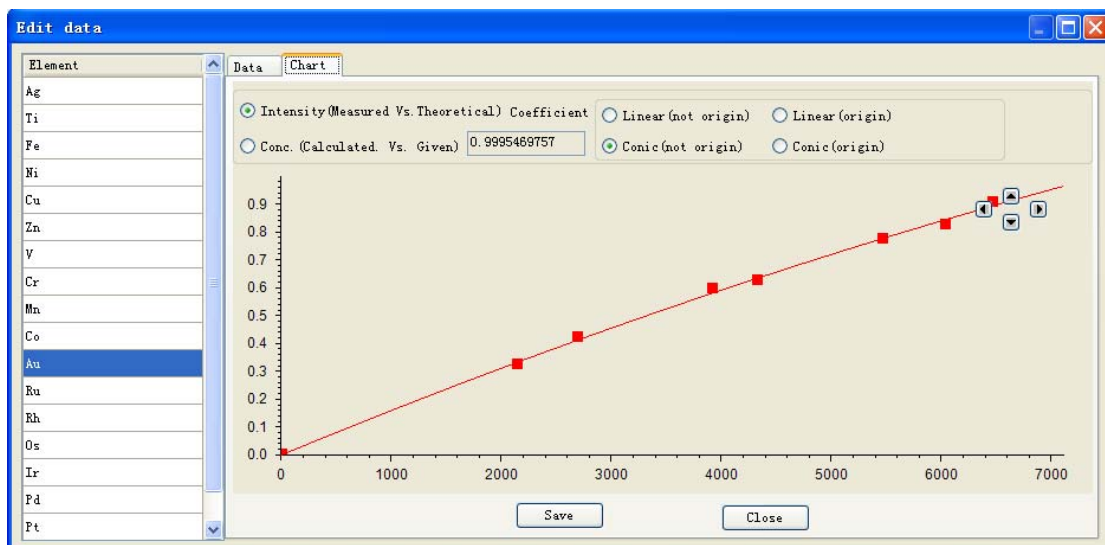 Edit data
Element
Ag
Ti
Fe
Ni
Cu
Zn
V
Cr
Mn
Co
Au
Ru
Rh
Os
Ir
Pd
Pt
Data Chart
Intensity(Measured Vs.Theoretical) Coefficient
Conc. (Calculated. Vs. Given) 0.9995469757
Linear(not origin) Linear(origin)
Conic(not origin) Conic(origin)
0.9
0.8
0.7
0.6
0.5
0.4
0.3
0.2
0.1
0.0
0 1000 2000 3000 4000 5000 6000 7000
Save Close